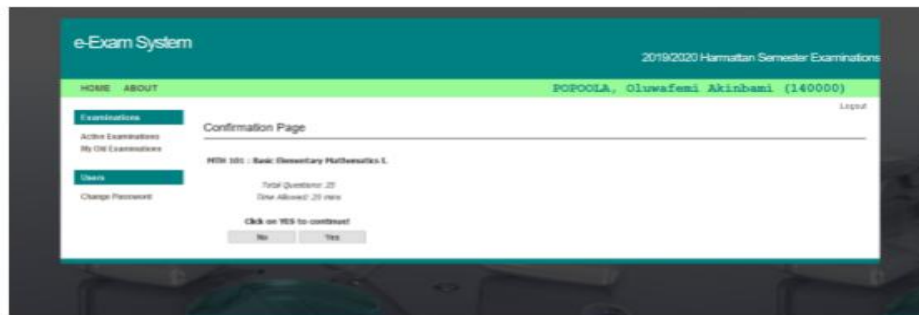 e-Exam System
2019/2020 Harmattan Semester Examinations
HOME ABOUT
POPOOLA, Oluwafemi Akinbami (140000)
Logout
Examinations
Active Examinations
My Old Examinations
Users
Change Password
Confirmation Page
MTH 101 : Basic Elementary Mathematics I.
Total Questions: 25
Time Allowed: 25 mins
Click on YES to continue!
No Yes